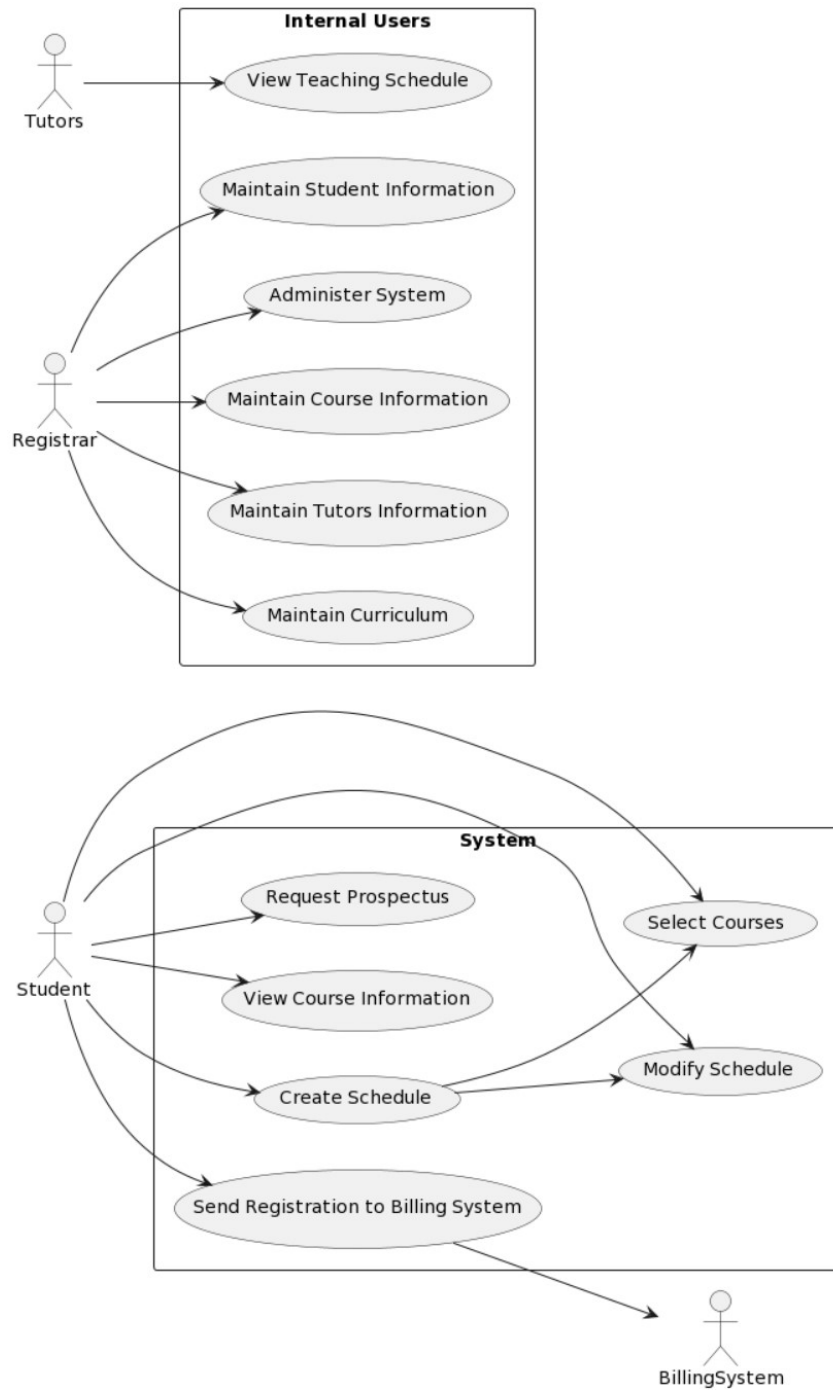 Internal Users
View Teaching Schedule
Tutors
Maintain Student Information
Administer System
Maintain Course Information
Registrar
Maintain Tutors Information
Maintain Curriculum
System
Request Prospectus
Select Courses
Student
View Course Information
Modify Schedule
Create Schedule
Send Registration to Billing System
BillingSystem